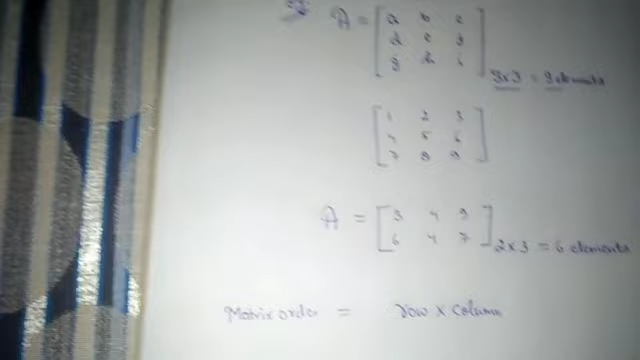 A = [ a b c
d e f
g h i ] 3x3 = 9 elements
[ 1 2 3
4 5 6
7 8 9 ]
A = [ 3 4 9
6 4 7 ] 2x3 = 6 elements
Matrix order = row x column